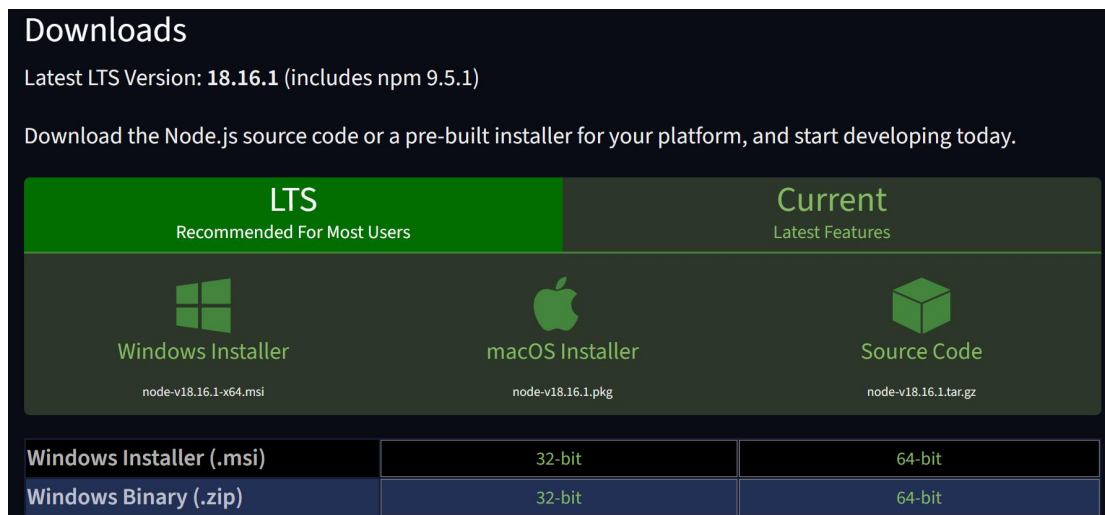 Downloads
Latest LTS Version: 18.16.1 (includes npm 9.5.1)
Download the Node.js source code or a pre-built installer for your platform, and start developing today.
LTS
Recommended For Most Users
Current
Latest Features
Windows Installer
node-v18.16.1-x64.msi
macOS Installer
node-v18.16.1.pkg
Source Code
node-v18.16.1.tar.gz
Windows Installer (.msi) 32-bit 64-bit
Windows Binary (.zip) 32-bit 64-bit